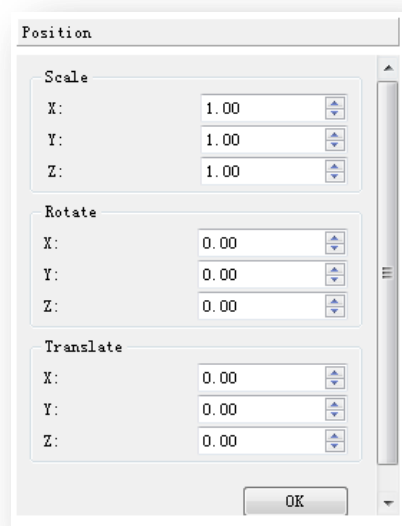 Position
Scale
X: 1.00
Y: 1.00
Z: 1.00
Rotate
X: 0.00
Y: 0.00
Z: 0.00
Translate
X: 0.00
Y: 0.00
Z: 0.00
OK